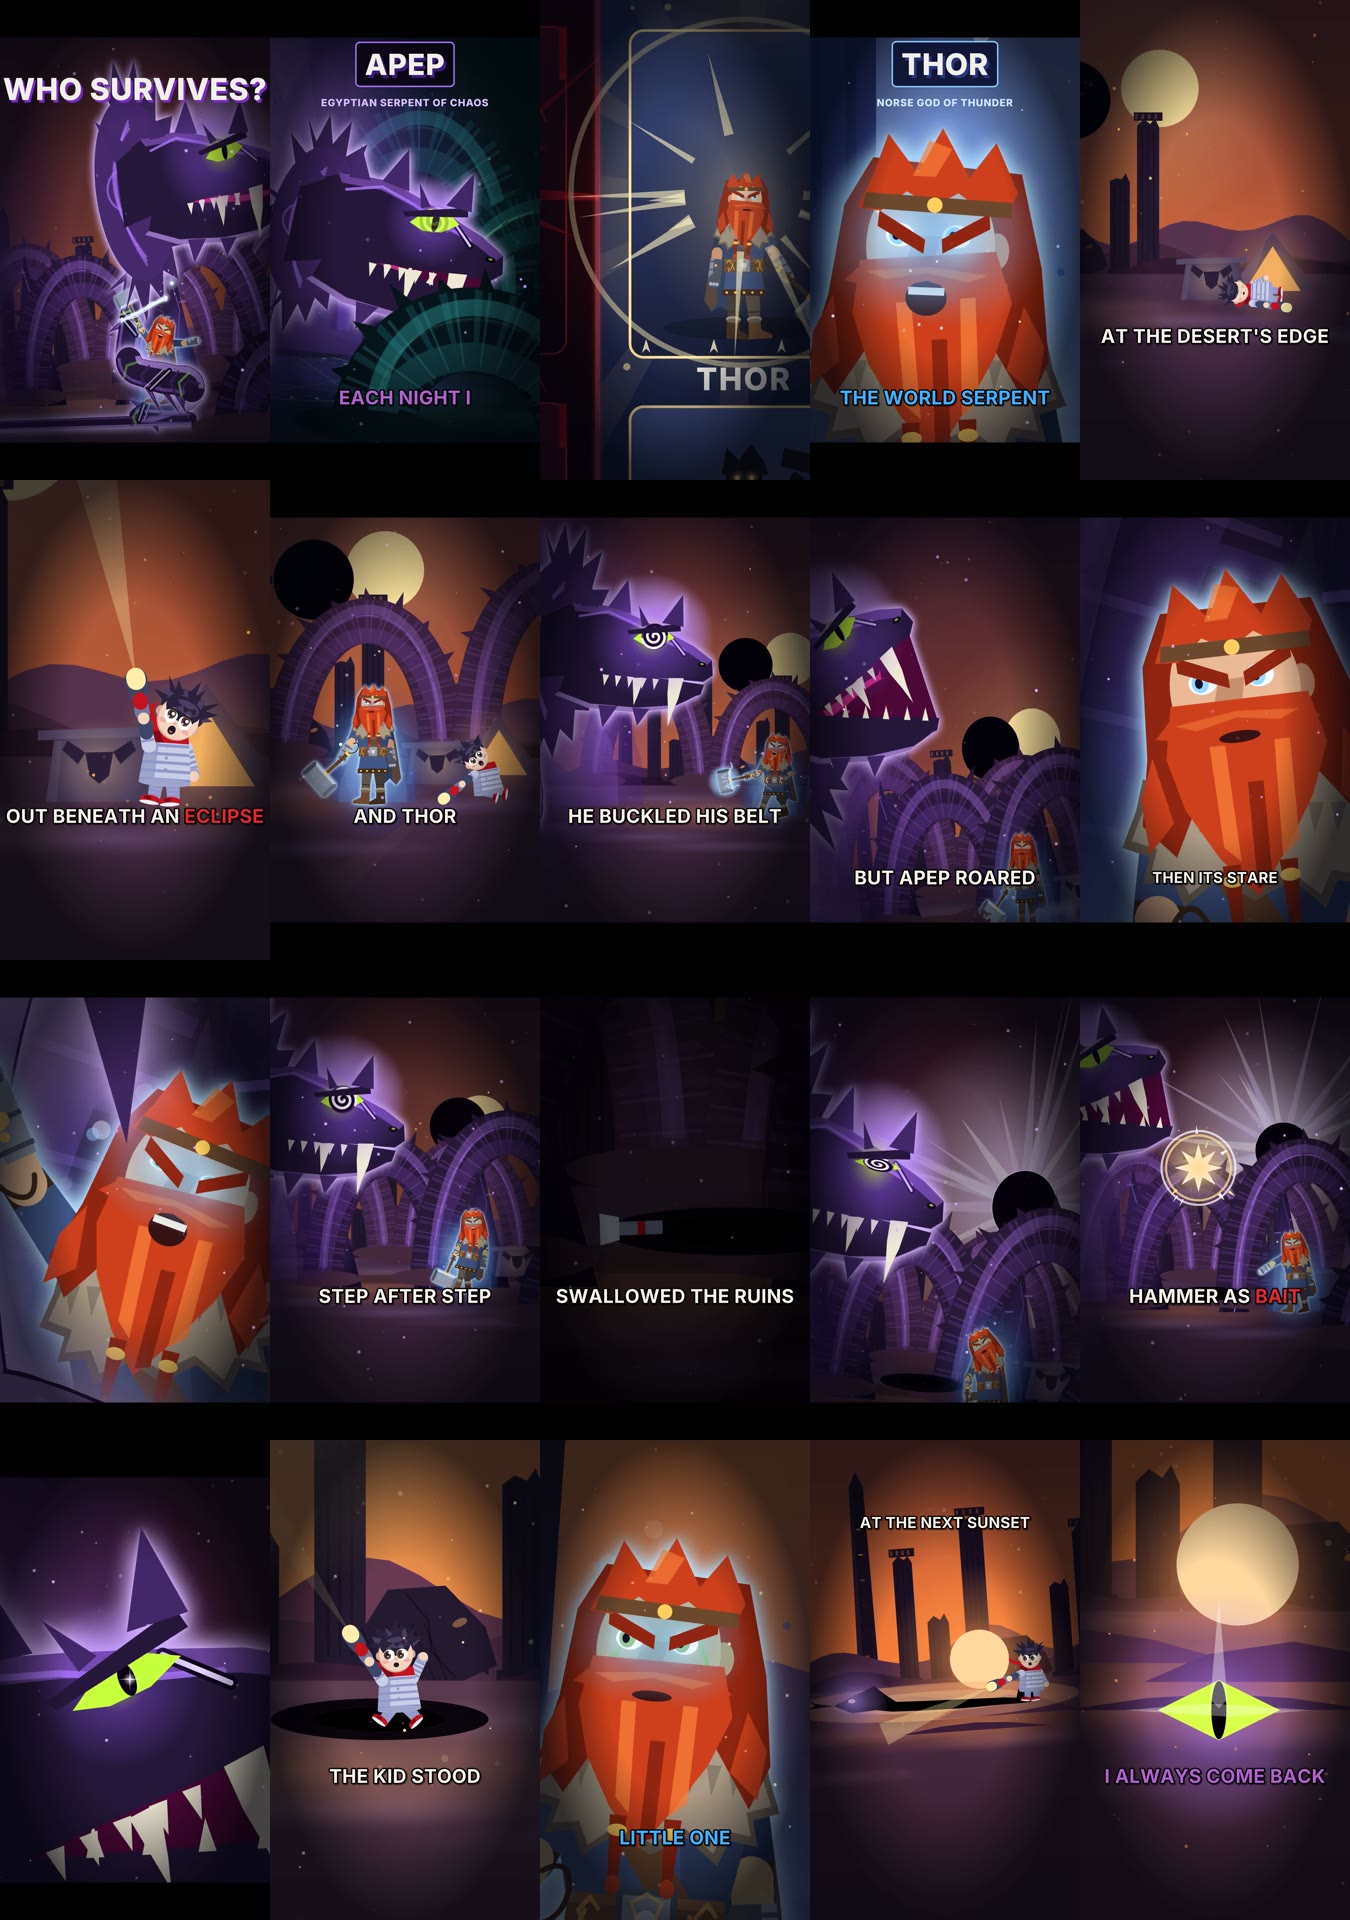 WHO SURVIVES?
APEP
EGYPTIAN SERPENT OF CHAOS
EACH NIGHT I
THOR
THOR
NORSE GOD OF THUNDER
THE WORLD SERPENT
AT THE DESERT'S EDGE
OUT BENEATH AN ECLIPSE
AND THOR
HE BUCKLED HIS BELT
BUT APEP ROARED
THEN ITS STARE
STEP AFTER STEP
SWALLOWED THE RUINS
HAMMER AS BAIT
THE KID STOOD
LITTLE ONE
AT THE NEXT SUNSET
I ALWAYS COME BACK